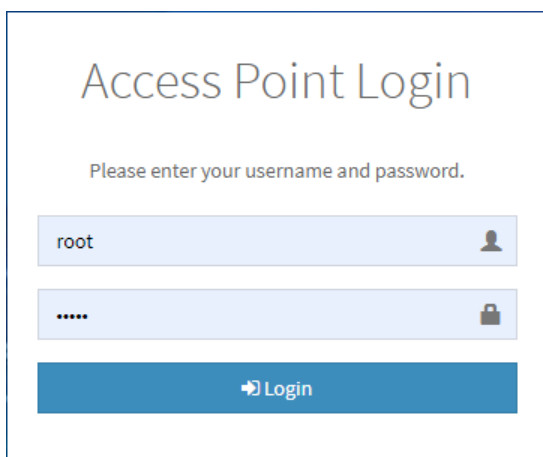 Access Point Login
Please enter your username and password.
root
•••••
Login